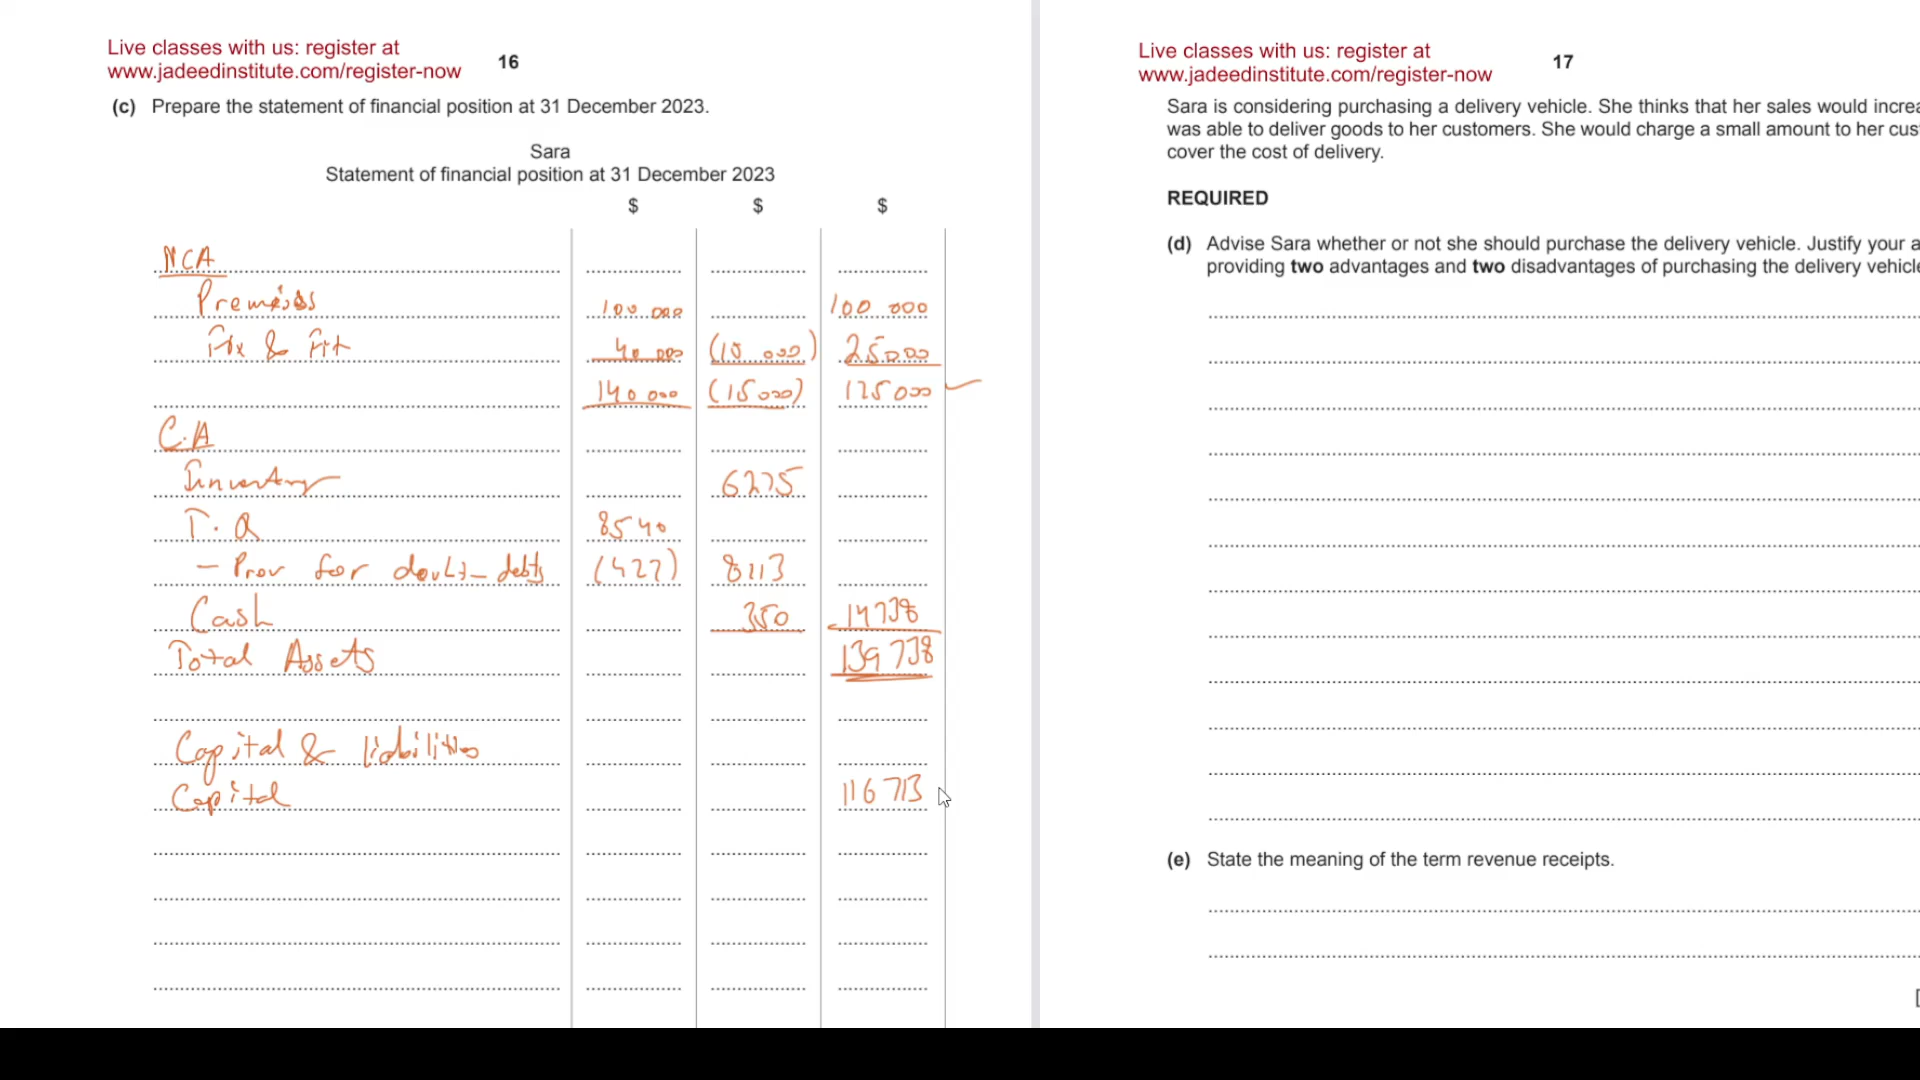 Live classes with us: register at
www.jadeedinstitute.com/register-now
16
(c) Prepare the statement of financial position at 31 December 2023.
Sara
Statement of financial position at 31 December 2023
$ $ $
NCA
Premises 100 000 100 000
Fix & Fit 40 000 (15 000) 25000
140 000 (15000) 125000
C.A
Inventory 6275
T. R 8540
- Prov for doubt debts (427) 8113
Cash 350 14738
Total Assets 139 738
Capital & liabilities
Capital 116 713
Live classes with us: register at
www.jadeedinstitute.com/register-now
17
Sara is considering purchasing a delivery vehicle. She thinks that her sales would increa
was able to deliver goods to her customers. She would charge a small amount to her cus
cover the cost of delivery.
REQUIRED
(d) Advise Sara whether or not she should purchase the delivery vehicle. Justify your a
providing two advantages and two disadvantages of purchasing the delivery vehicle
(e) State the meaning of the term revenue receipts.
[